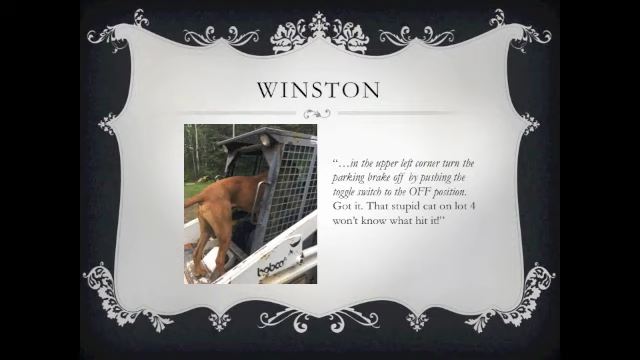 WINSTON
“…in the upper left corner turn the
parking brake off by pushing the
toggle switch to the OFF position.
Got it. That stupid cat on lot 4
won’t know what hit it!”
bobcat